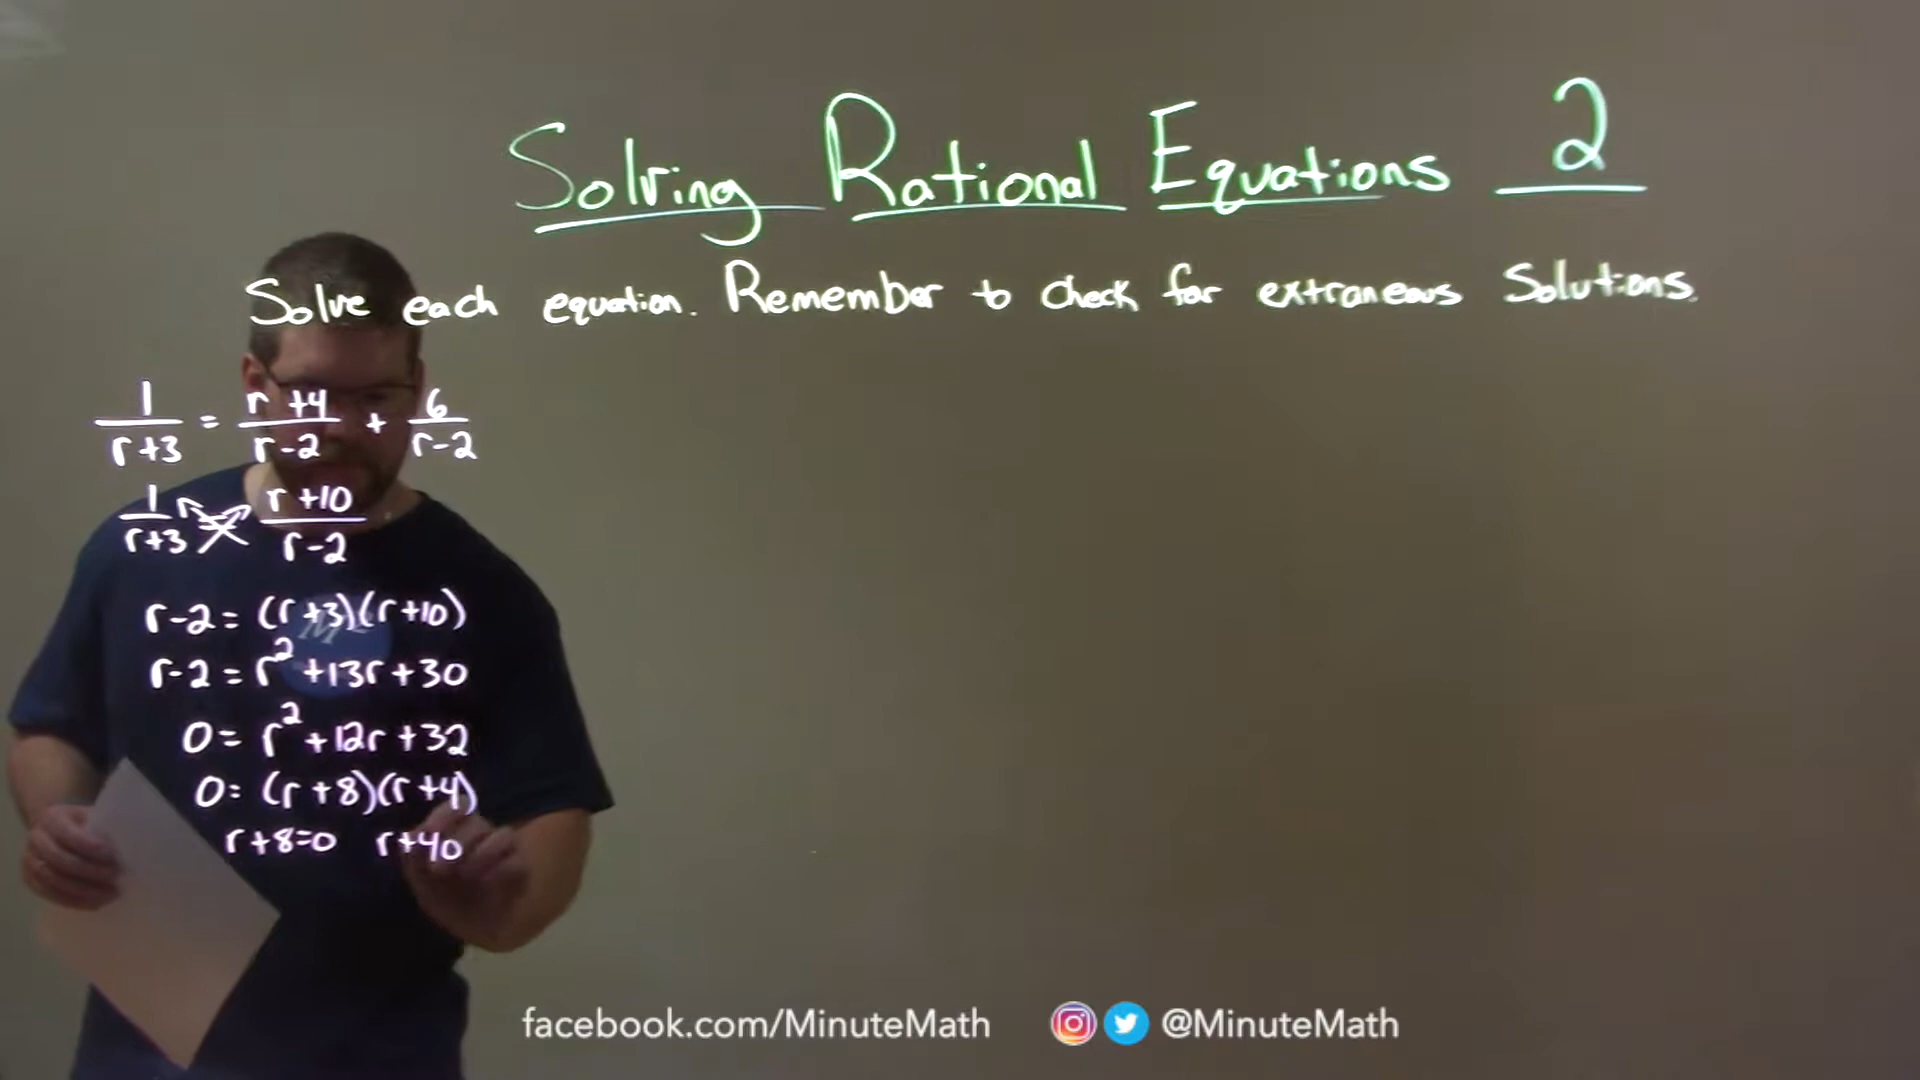 Solving Rational Equations 2
Solve each equation. Remember to check for extraneous Solutions.
1/(r+3) = (r+4)/(r-2) + 6/(r-2)
1/(r+3) = (r+10)/(r-2)
r-2 = (r+3)(r+10)
r-2 = r²+13r+30
0 = r²+12r+32
0 = (r+8)(r+4)
r+8=0 r+40
facebook.com/MinuteMath @MinuteMath